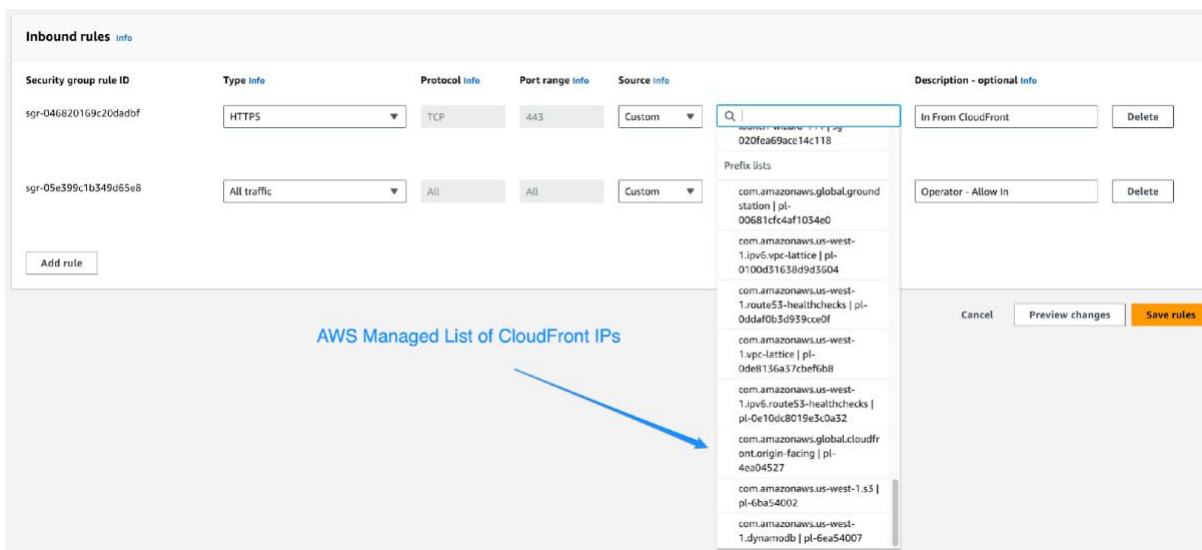 Inbound rules Info
Security group rule ID Type Info Protocol Info Port range Info Source Info Description - optional Info
sgr-046820169c20dadbf HTTPS TCP 443 Custom In From CloudFront Delete
020fea69ace14c118
Prefix lists
sgr-05e399c1b349d65e8 All traffic All All Custom Operator - Allow In Delete
com.amazonaws.global.ground
station | pl-
00681cfc4af1034e0
com.amazonaws.us-west-
1.ipv6.vpc-lattice | pl-
0100d31638d9d3604
Add rule
com.amazonaws.us-west-
1.route53-healthchecks | pl-
0ddaf0b3d939cce0f
Cancel Preview changes Save rules
AWS Managed List of CloudFront IPs
com.amazonaws.us-west-
1.vpc-lattice | pl-
0de8136a37cbef6b8
com.amazonaws.us-west-
1.ipv6.route53-healthchecks |
pl-0e10dc8019e3c0a32
com.amazonaws.global.cloudfr
ont.origin-facing | pl-
4ea04527
com.amazonaws.us-west-1.s3 |
pl-6ba54002
com.amazonaws.us-west-
1.dynamodb | pl-6ea54007